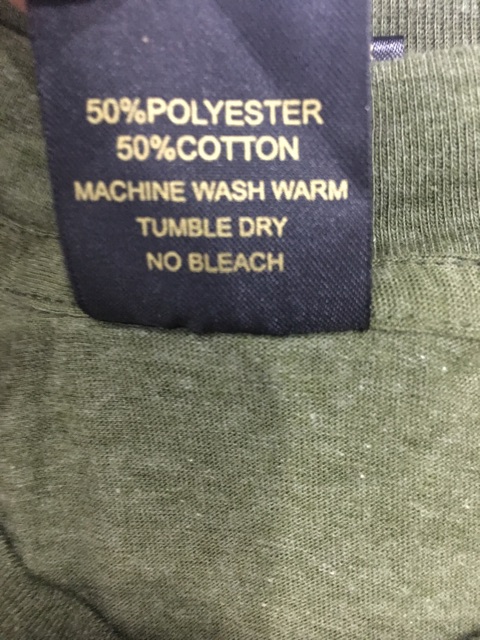 50%POLYESTER
50%COTTON
MACHINE WASH WARM
TUMBLE DRY
NO BLEACH